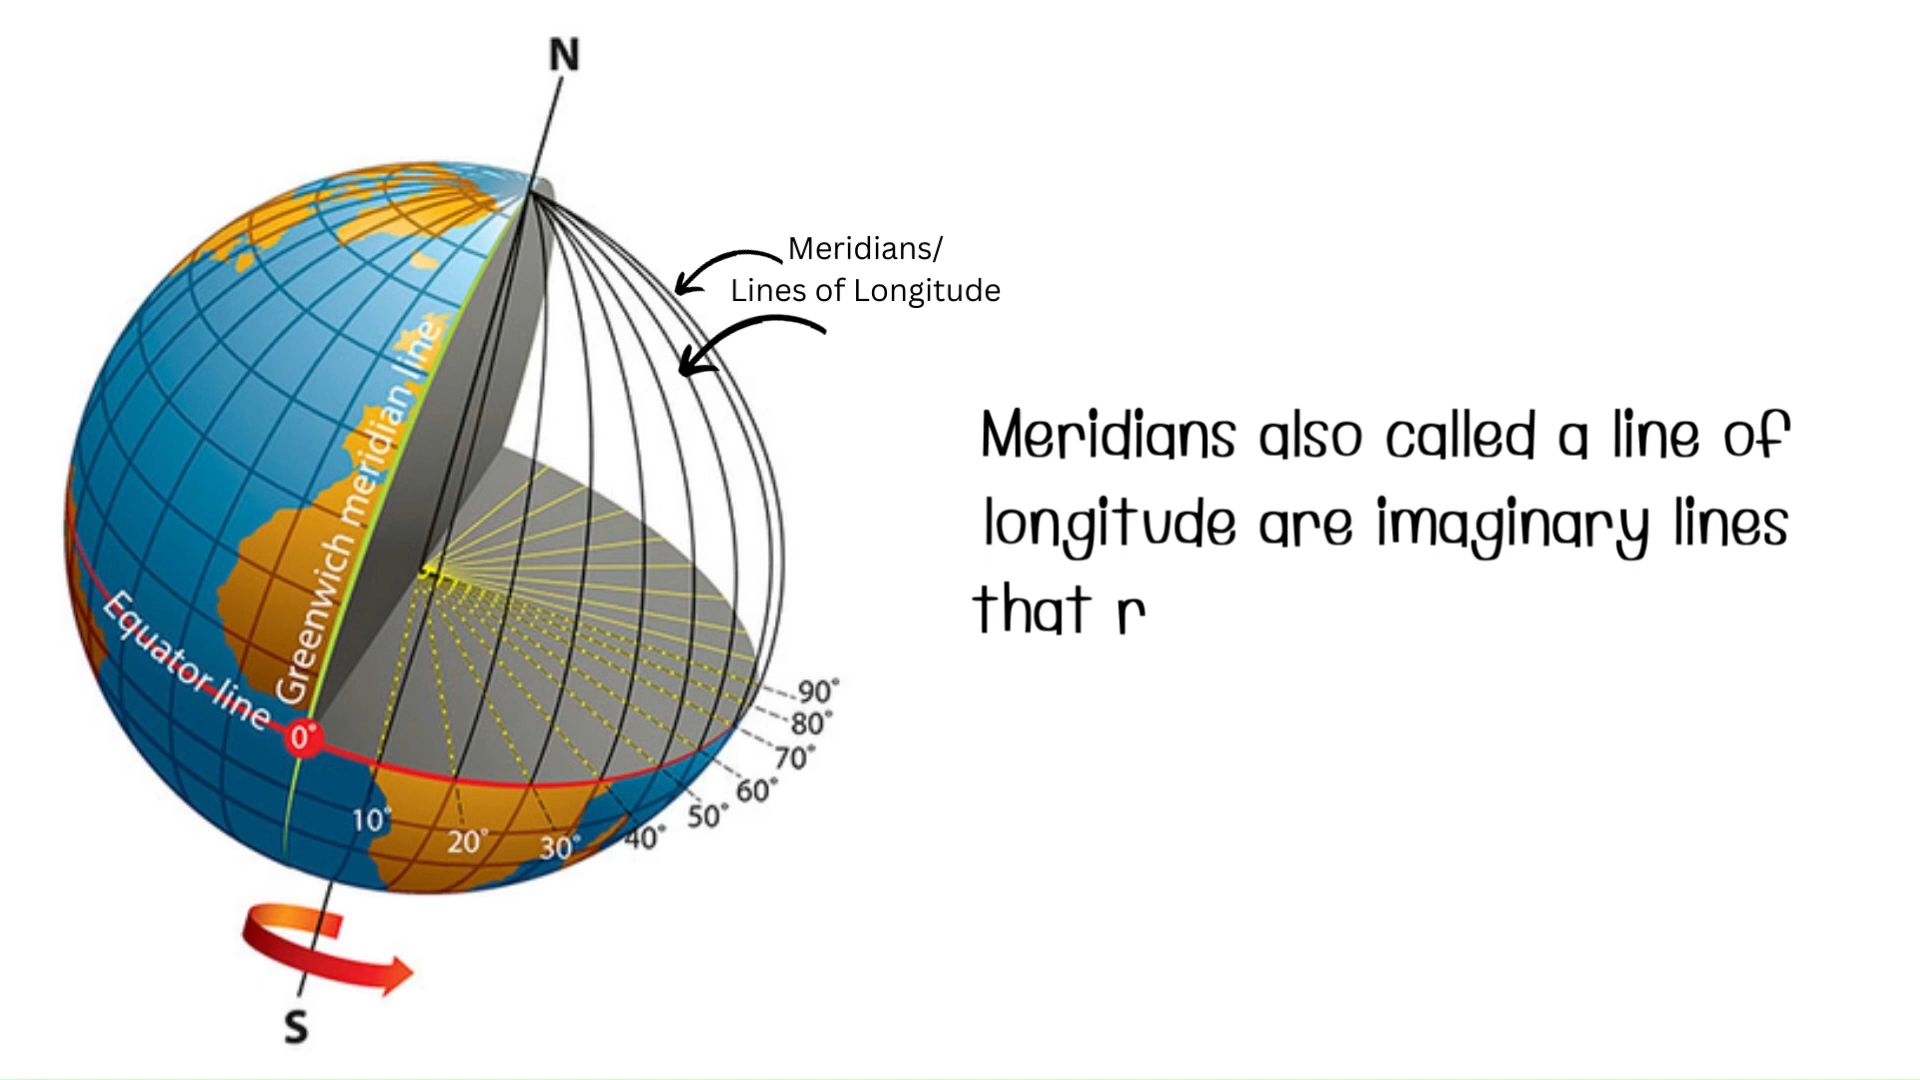 N
Meridians/
Lines of Longitude
Greenwich meridian line
Equator line
0°
10°
20°
30°
40°
50°
60°
70°
80°
90°
S
Meridians also called a line of
longitude are imaginary lines
that r